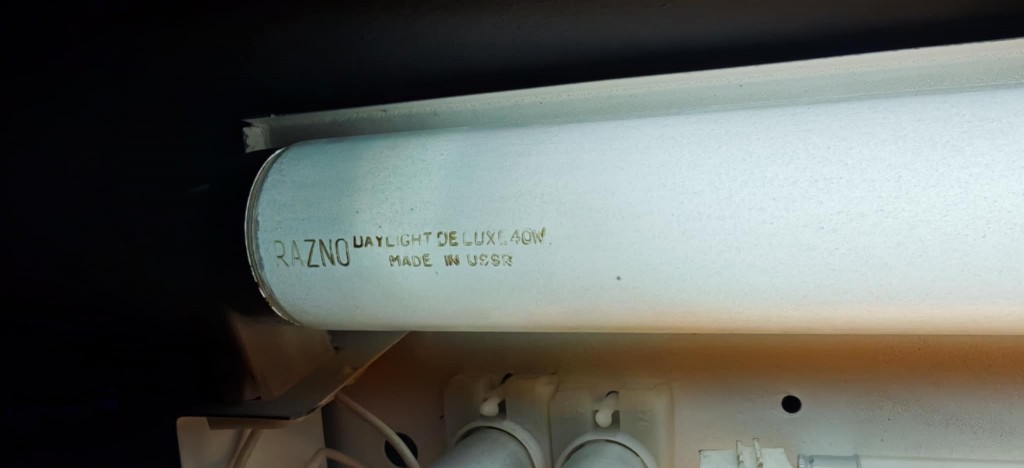 RAZNO
DAYLIGHT DE LUXE 40W
MADE IN USSR